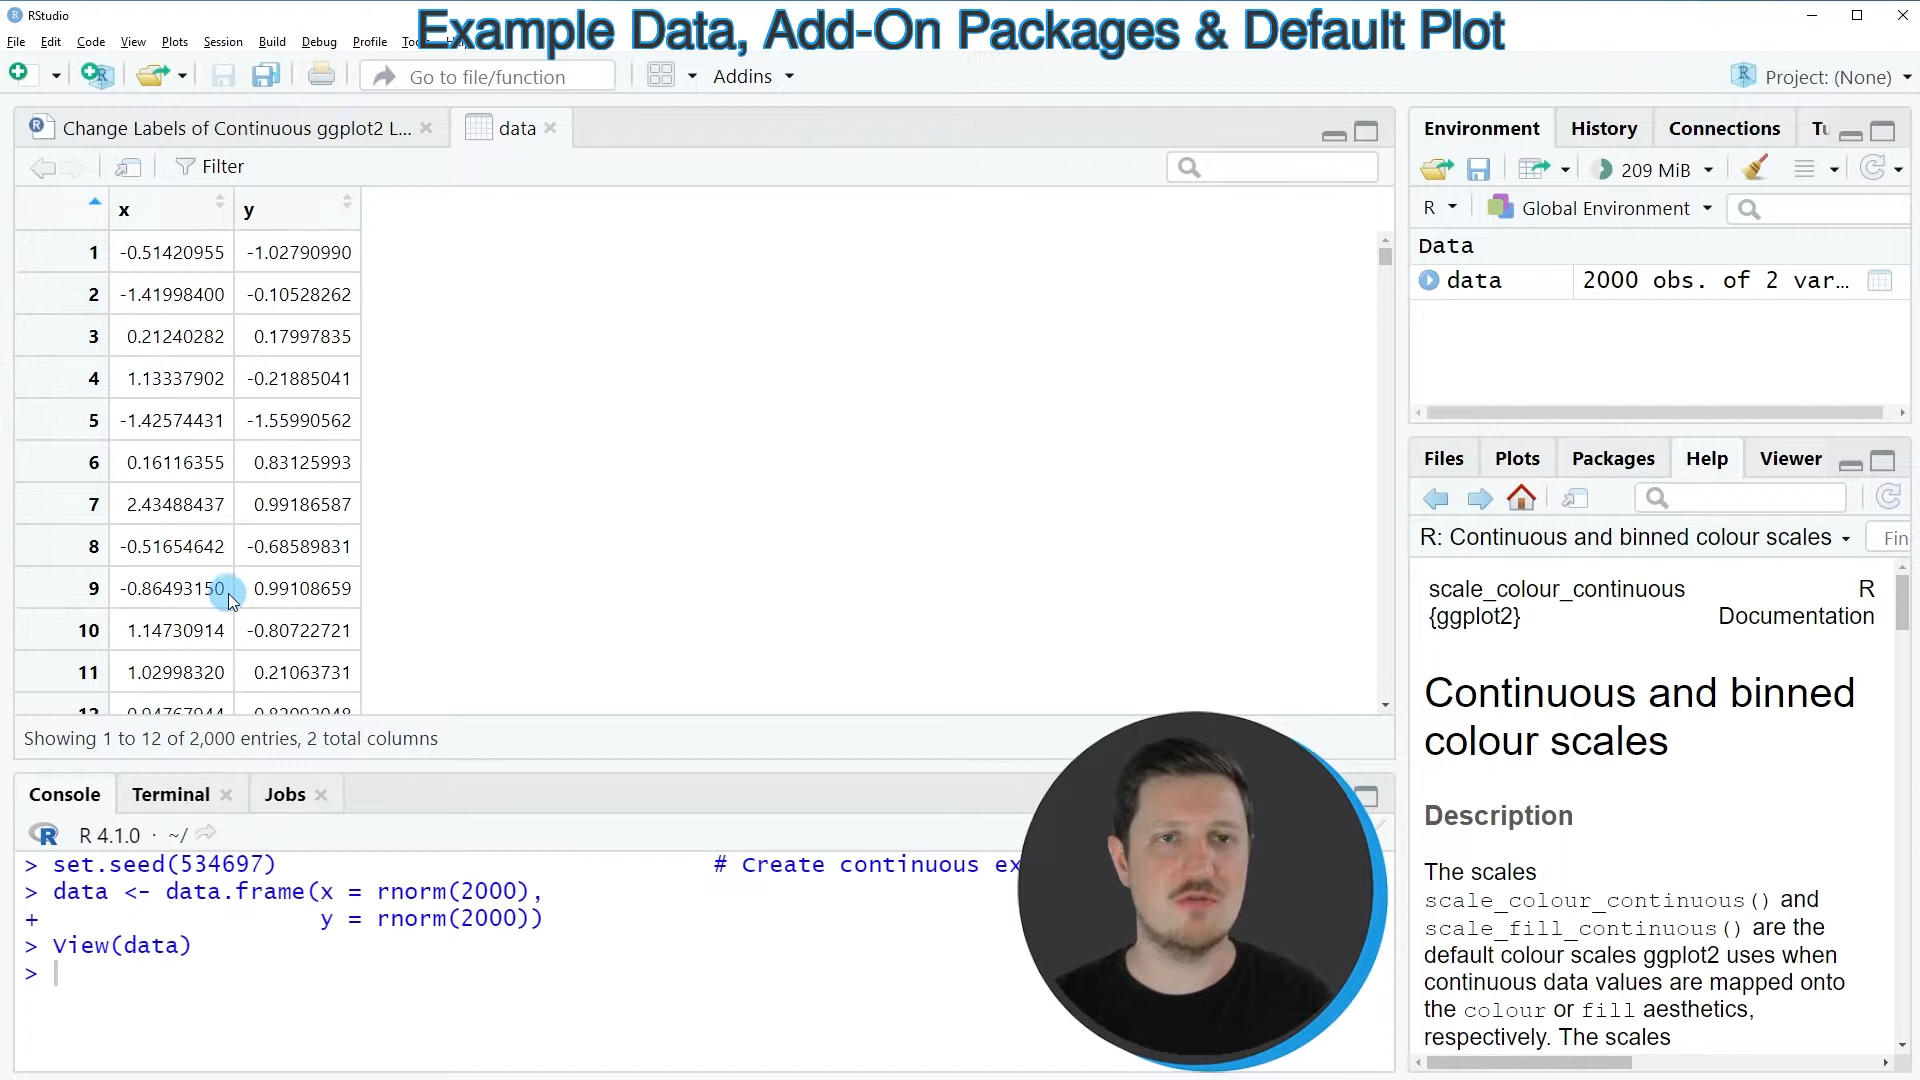 RStudio
Example Data, Add-On Packages & Default Plot
File Edit Code View Plots Session Build Debug Profile
Go to file/function
Addins
Project: (None)
Change Labels of Continuous ggplot2 L...
data
Filter
x y
1 -0.51420955 -1.02790990
2 -1.41998400 -0.10528262
3 0.21240282 0.17997835
4 1.13337902 -0.21885041
5 -1.42574431 -1.55990562
6 0.16116355 0.83125993
7 2.43488437 0.99186587
8 -0.51654642 -0.68589831
9 -0.86493150 0.99108659
10 1.14730914 -0.80722721
11 1.02998320 0.21063731
Showing 1 to 12 of 2,000 entries, 2 total columns
Console Terminal Jobs
R 4.1.0 · ~/
> set.seed(534697) # Create continuous ex
> data <- data.frame(x = rnorm(2000),
+ y = rnorm(2000))
> View(data)
>
Environment History Connections Tu
209 MiB
R Global Environment
Data
data 2000 obs. of 2 var…
Files Plots Packages Help Viewer
R: Continuous and binned colour scales
Fin
scale_colour_continuous R
{ggplot2} Documentation
Continuous and binned
colour scales
Description
The scales
scale_colour_continuous() and
scale_fill_continuous() are the
default colour scales ggplot2 uses when
continuous data values are mapped onto
the colour or fill aesthetics,
respectively. The scales